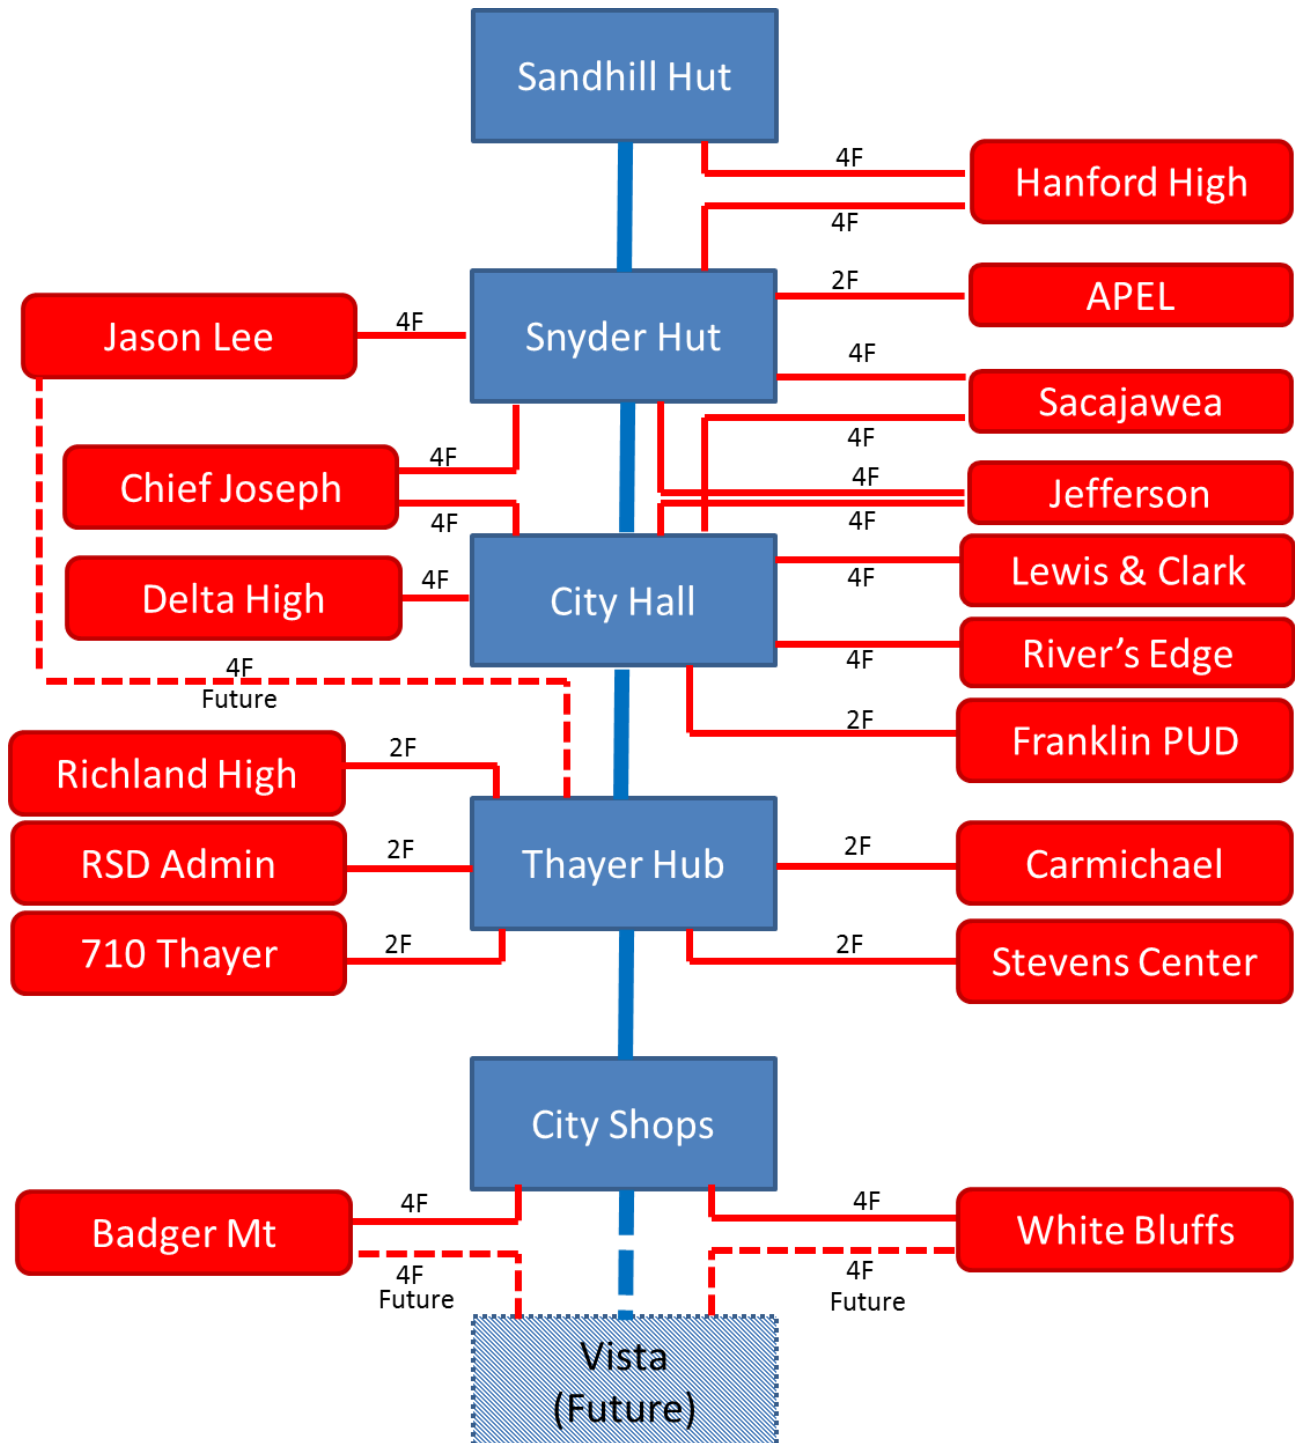 Sandhill Hut
4F
Hanford High
4F
2F
APEL
Jason Lee
4F
Snyder Hut
4F
Sacajawea
4F
Chief Joseph
4F
4F
4F
Jefferson
4F
Delta High
4F
City Hall
4F
Lewis & Clark
4F
River's Edge
4F
Future
2F
Franklin PUD
Richland High
2F
RSD Admin
2F
Thayer Hub
2F
Carmichael
710 Thayer
2F
2F
Stevens Center
City Shops
Badger Mt
4F
4F
White Bluffs
4F
Future
4F
Future
Vista
(Future)